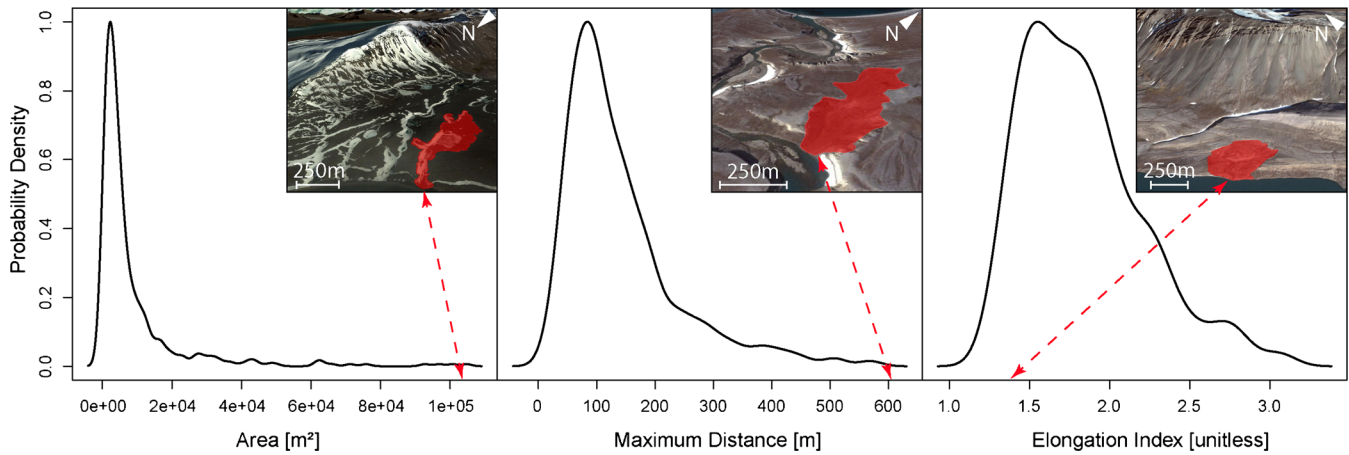 Probability Density
0.0 0.2 0.4 0.6 0.8 1.0
N
250m
0e+00 2e+04 4e+04 6e+04 8e+04 1e+05
Area [m²]
N
250m
0 100 200 300 400 500 600
Maximum Distance [m]
N
250m
1.0 1.5 2.0 2.5 3.0
Elongation Index [unitless]